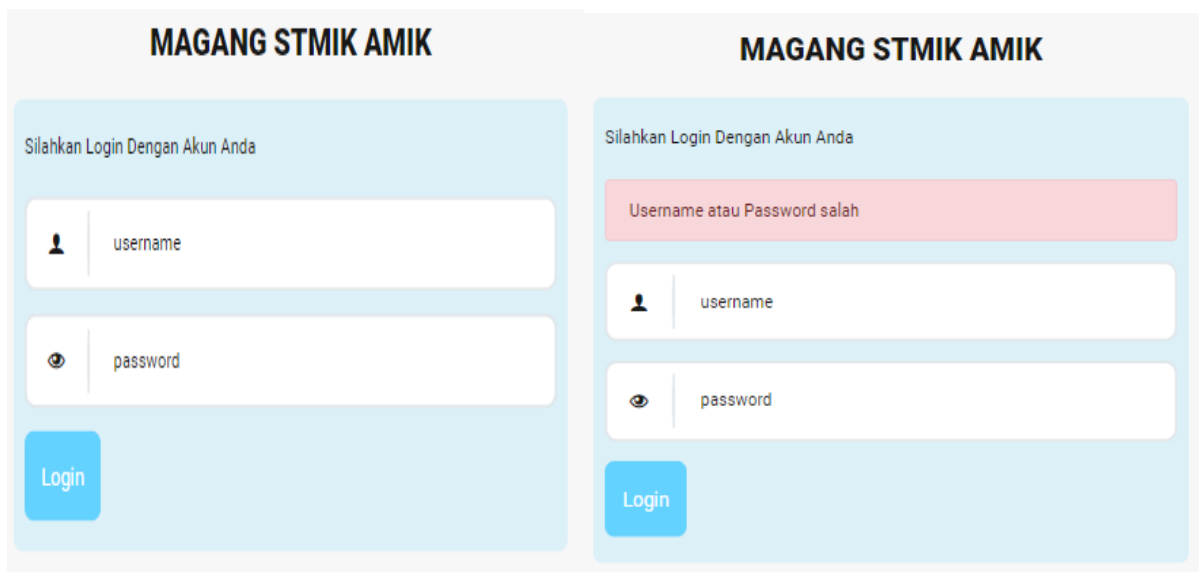 MAGANG STMIK AMIK
Silahkan Login Dengan Akun Anda
username
password
Login
MAGANG STMIK AMIK
Silahkan Login Dengan Akun Anda
Username atau Password salah
username
password
Login